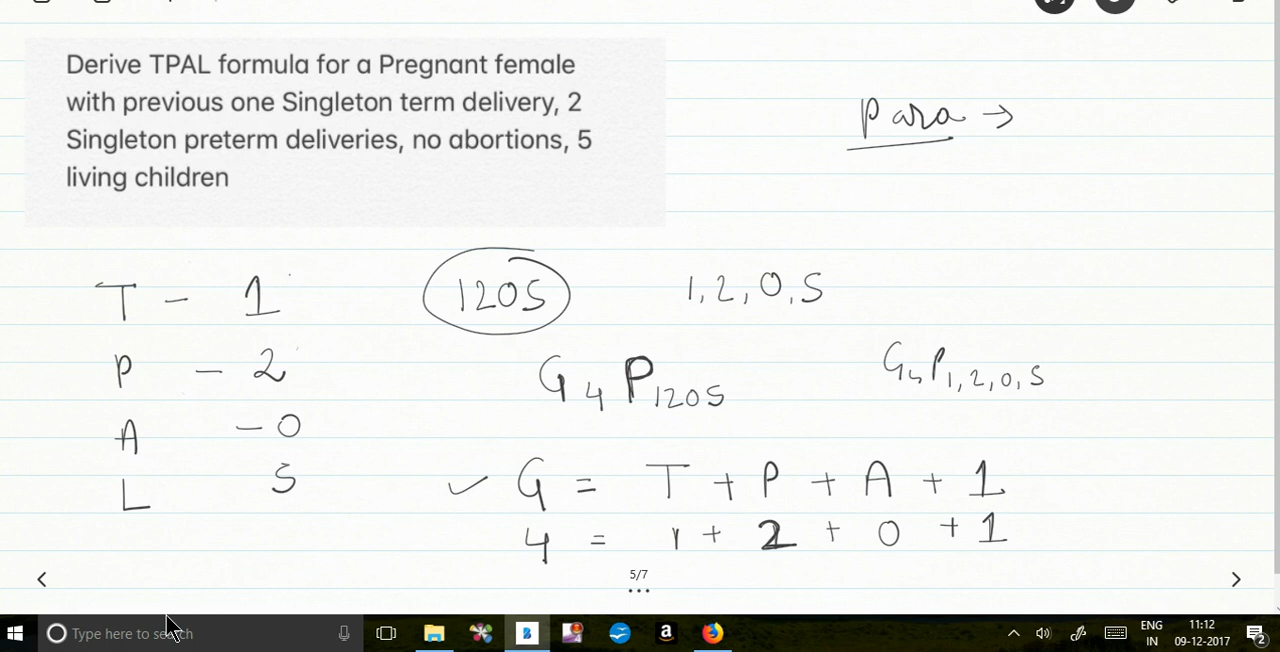 Derive TPAL formula for a Pregnant female
with previous one Singleton term delivery, 2
Singleton preterm deliveries, no abortions, 5
living children
Para →
T - 1
1205
1, 2, 0, 5
P - 2
G4 P1205
G4P1,2,0,5
A - 0
L 5
✓ G = T + P + A + 1
4 = 1 + 2 + 0 + 1
5/7
Type here to search
ENG
IN
11:12
09-12-2017
2